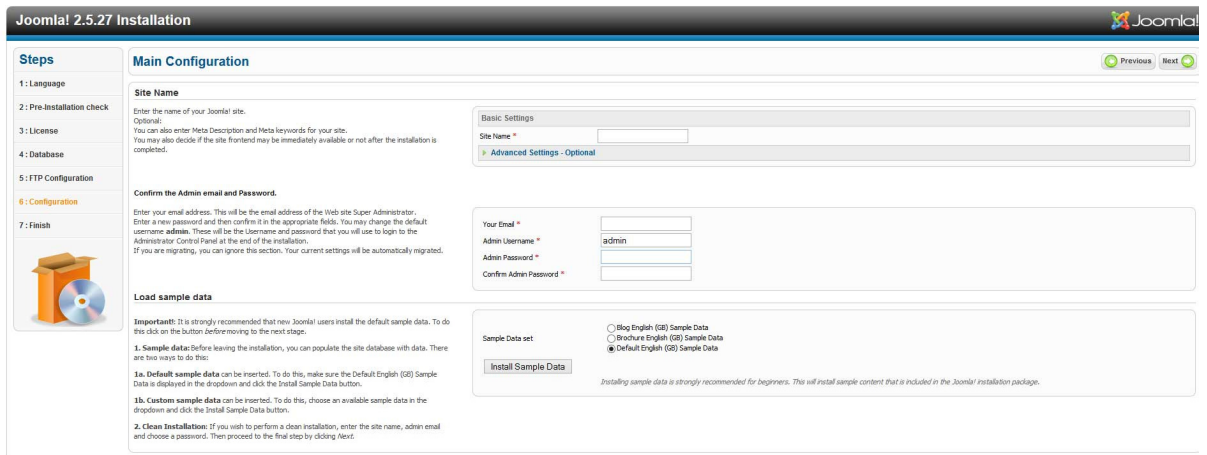 Joomla! 2.5.27 Installation
Joomla!
Steps
1 : Language
2 : Pre-Installation check
3 : License
4 : Database
5 : FTP Configuration
6 : Configuration
7 : Finish
Main Configuration
Previous
Next
Site Name
Enter the name of your Joomla! site.
Optional:
You can also enter Meta Description and Meta keywords for your site.
You may also decide if the site frontend may be immediately available or not after the installation is
completed.
Basic Settings
Site Name *
Advanced Settings - Optional
Confirm the Admin email and Password.
Enter your email address. This will be the email address of the Web site Super Administrator.
Enter a new password and then confirm it in the appropriate fields. You may change the default
username admin. These will be the Username and password that you will use to login to the
Administrator Control Panel at the end of the installation.
If you are migrating, you can ignore this section. Your current settings will be automatically migrated.
Your Email *
Admin Username *
admin
Admin Password *
Confirm Admin Password *
Load sample data
Important!: It is strongly recommended that new Joomla! users install the default sample data. To do
this click on the button before moving to the next stage.
1. Sample data: Before leaving the installation, you can populate the site database with data. There
are two ways to do this:
1a. Default sample data can be inserted. To do this, make sure the Default English (GB) Sample
Data is displayed in the dropdown and click the Install Sample Data button.
1b. Custom sample data can be inserted. To do this, choose an available sample data in the
dropdown and click the Install Sample Data button.
2. Clean Installation: If you wish to perform a clean installation, enter the site name, admin email
and choose a password. Then proceed to the final step by clicking Next.
Sample Data set
Blog English (GB) Sample Data
Brochure English (GB) Sample Data
Default English (GB) Sample Data
Install Sample Data
Installing sample data is strongly recommended for beginners. This will install sample content that is included in the Joomla! installation package.